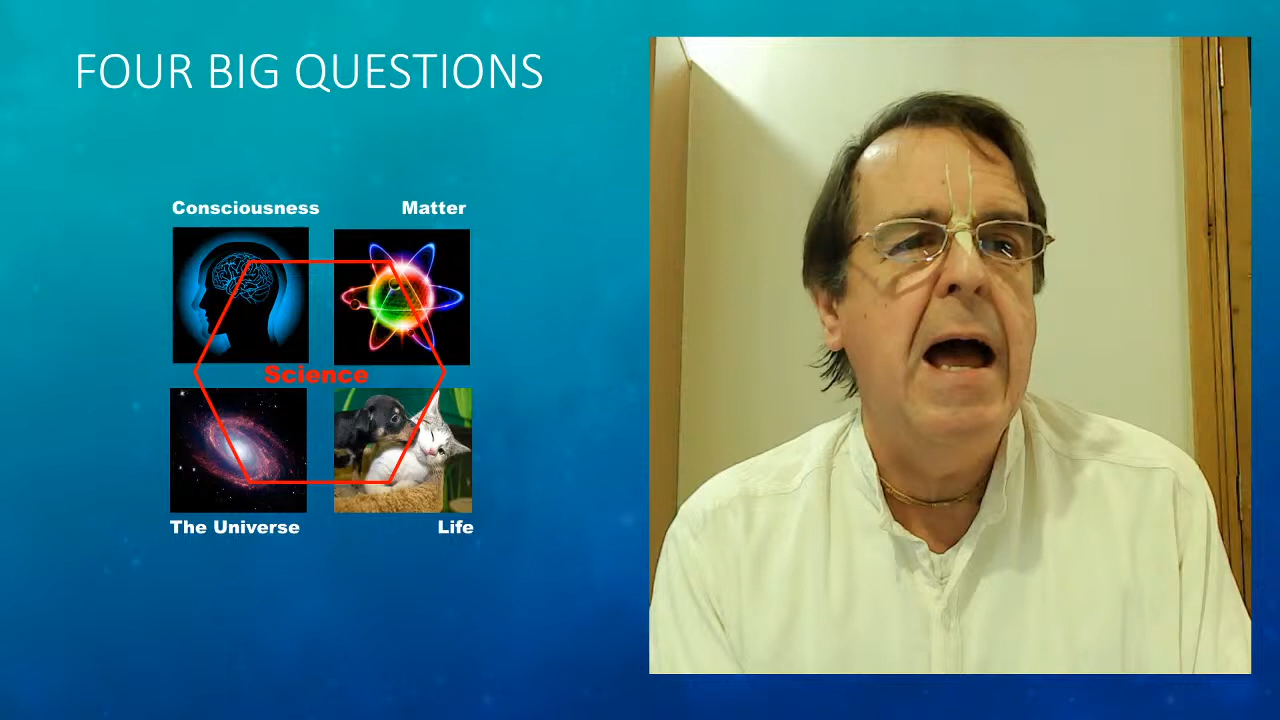 FOUR BIG QUESTIONS
Consciousness
Matter
Science
The Universe
Life